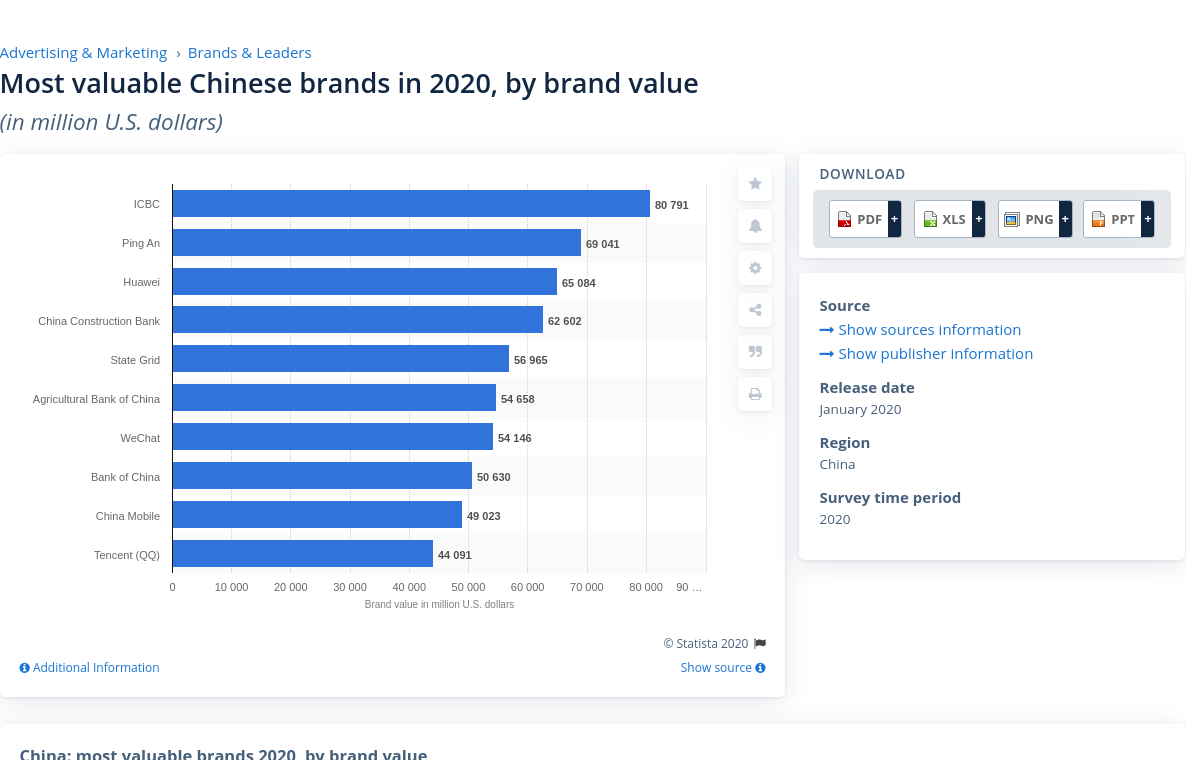 Advertising & Marketing › Brands & Leaders
Most valuable Chinese brands in 2020, by brand value
(in million U.S. dollars)
ICBC 80 791
Ping An 69 041
Huawei 65 084
China Construction Bank 62 602
State Grid 56 965
Agricultural Bank of China 54 658
WeChat 54 146
Bank of China 50 630
China Mobile 49 023
Tencent (QQ) 44 091
0 10 000 20 000 30 000 40 000 50 000 60 000 70 000 80 000 90 …
Brand value in million U.S. dollars
© Statista 2020
Additional Information
Show source
DOWNLOAD
PDF + XLS + PNG + PPT +
Source
Show sources information
Show publisher information
Release date
January 2020
Region
China
Survey time period
2020
China: most valuable brands 2020, by brand value